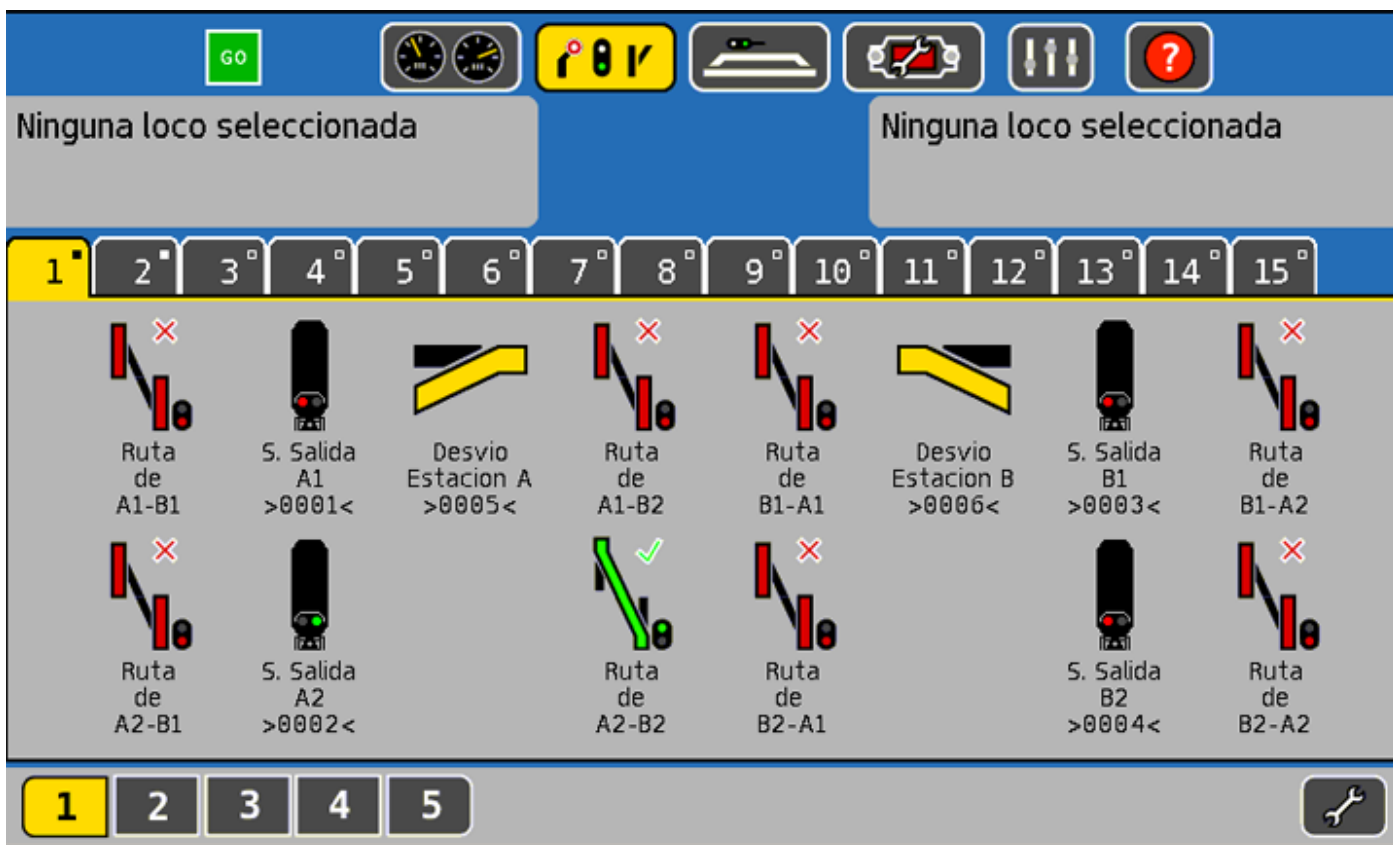 GO
?
Ninguna loco seleccionada
Ninguna loco seleccionada
1 2 3 4 5 6 7 8 9 10 11 12 13 14 15
Ruta
de
A1-B1
S. Salida
A1
>0001<
Desvio
Estacion A
>0005<
Ruta
de
A1-B2
Ruta
de
B1-A1
Desvio
Estacion B
>0006<
S. Salida
B1
>0003<
Ruta
de
B1-A2
Ruta
de
A2-B1
S. Salida
A2
>0002<
Ruta
de
A2-B2
Ruta
de
B2-A1
S. Salida
B2
>0004<
Ruta
de
B2-A2
1 2 3 4 5